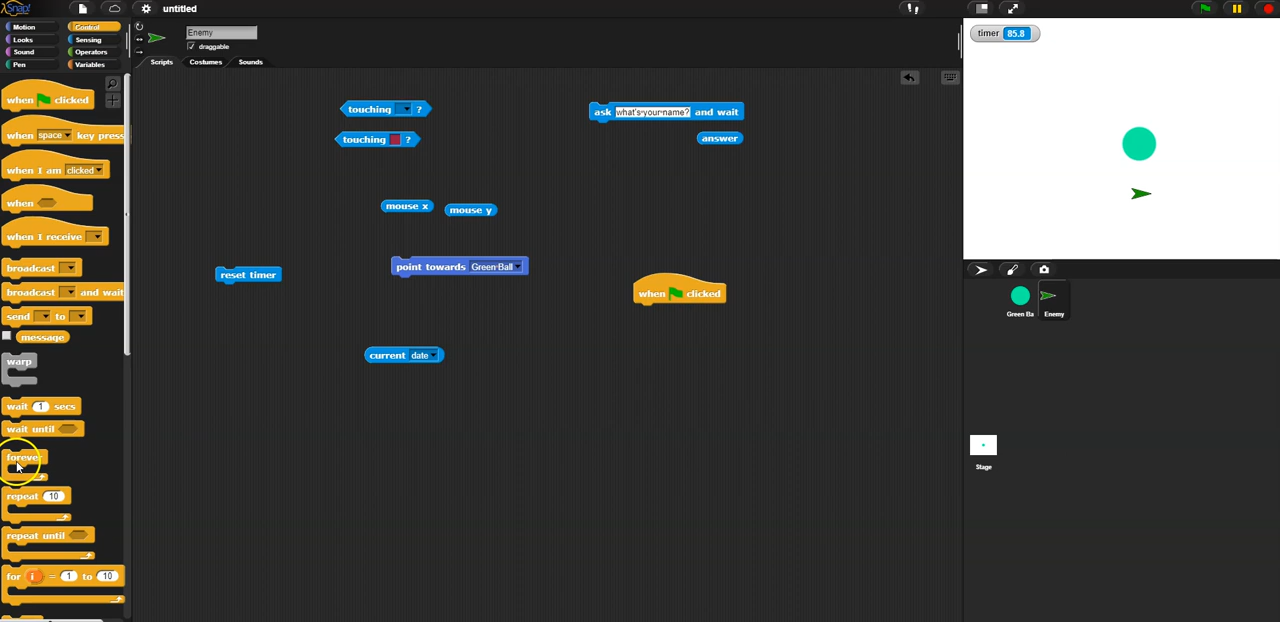 Snap! untitled
Motion Control
Looks Sensing
Sound Operators
Pen Variables
Enemy
draggable
Scripts Costumes Sounds
when clicked
when space key press
when I am clicked
when
when I receive
broadcast
broadcast and wait
send to
message
warp
wait 1 secs
wait until
forever
repeat 10
repeat until
for i = 1 to 10
touching ?
touching ?
ask what's your name? and wait
answer
mouse x mouse y
reset timer
point towards Green Ball
when clicked
current date
timer 85.8
Green Ba Enemy
Stage